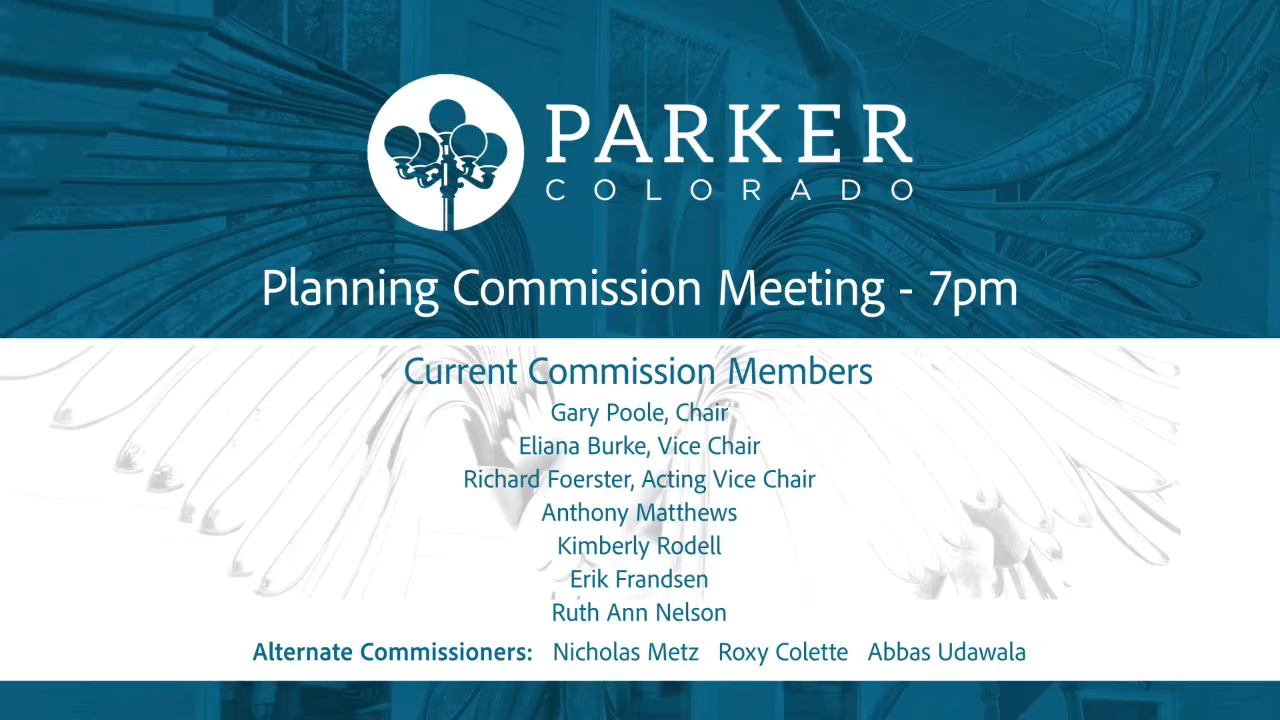 PARKER
COLORADO
Planning Commission Meeting - 7pm
Current Commission Members
Gary Poole, Chair
Eliana Burke, Vice Chair
Richard Foerster, Acting Vice Chair
Anthony Matthews
Kimberly Rodell
Erik Frandsen
Ruth Ann Nelson
Alternate Commissioners: Nicholas Metz Roxy Colette Abbas Udawala